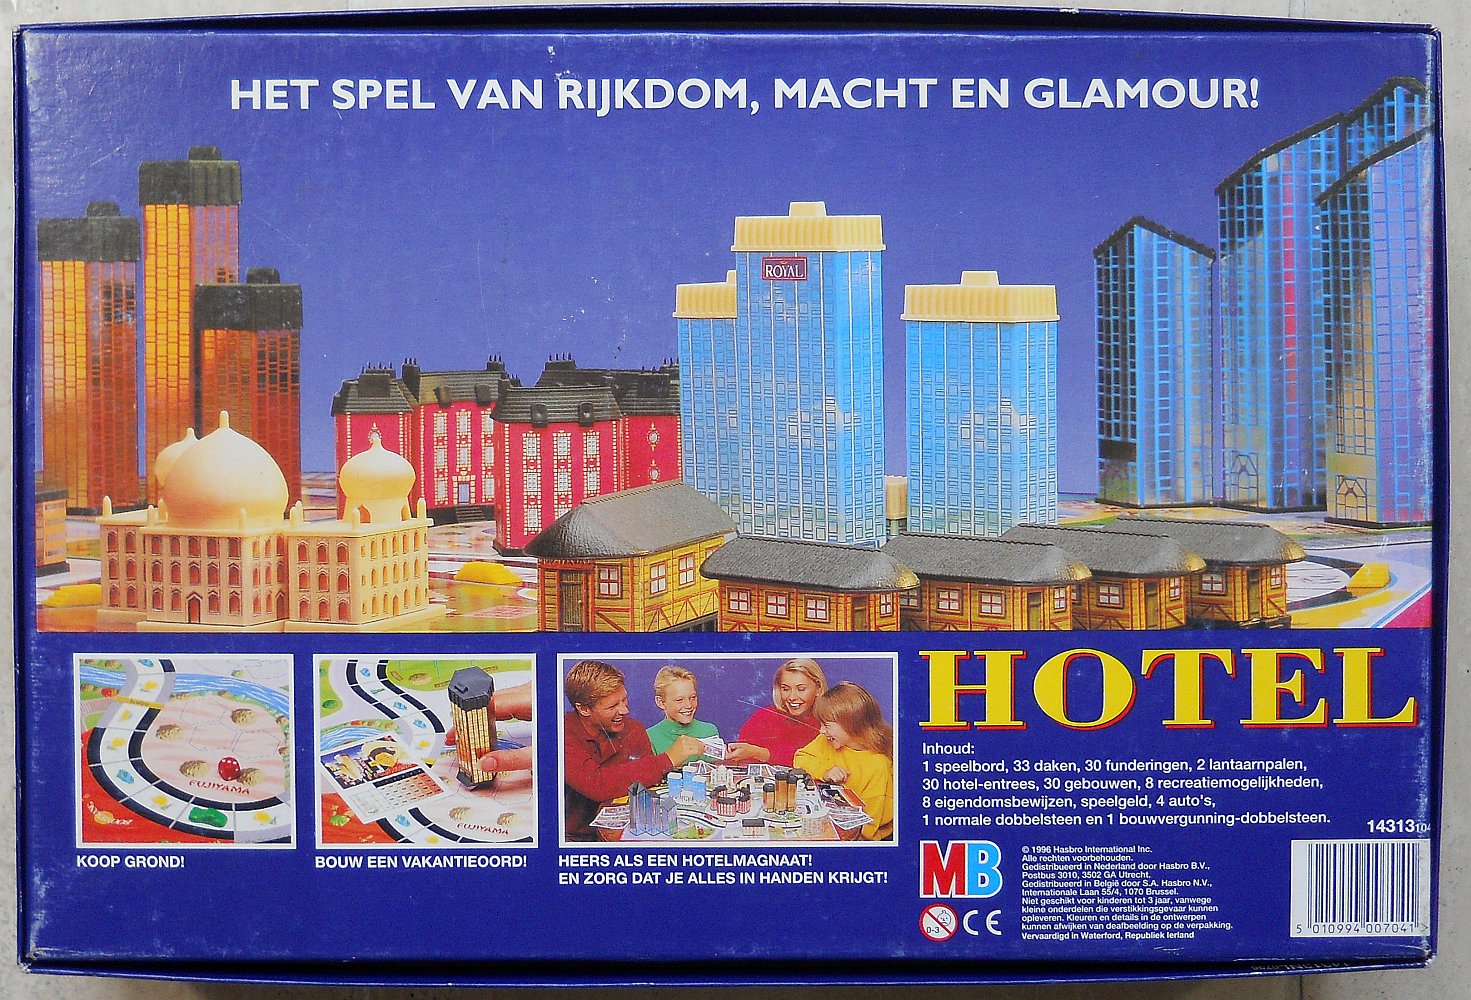 HET SPEL VAN RIJKDOM, MACHT EN GLAMOUR!
ROYAL
FUJIYAMA
FUJIYAMA
KOOP GROND!
BOUW EEN VAKANTIEOORD!
HEERS ALS EEN HOTELMAGNAAT!
EN ZORG DAT JE ALLES IN HANDEN KRIJGT!
HOTEL
Inhoud:
1 speelbord, 33 daken, 30 funderingen, 2 lantaarnpalen,
30 hotel-entrees, 30 gebouwen, 8 recreatiemogelijkheden,
8 eigendomsbewijzen, speelgeld, 4 auto's,
1 normale dobbelsteen en 1 bouwvergunning-dobbelsteen.
14313104
MB
0-3
CE
© 1996 Hasbro International Inc.
Alle rechten voorbehouden.
Gedistribueerd in Nederland door Hasbro B.V.,
Postbus 3010, 3502 GA Utrecht.
Gedistribueerd in België door S.A. Hasbro N.V.,
Internationale Laan 55/4, 1070 Brussel.
Niet geschikt voor kinderen tot 3 jaar, vanwege
kleine onderdelen die verstikkingsgevaar kunnen
opleveren. Kleuren en details in de ontwerpen
kunnen afwijken van deafbeelding op de verpakking.
Vervaardigd in Waterford, Republiek Ierland
5 010994 007041 >